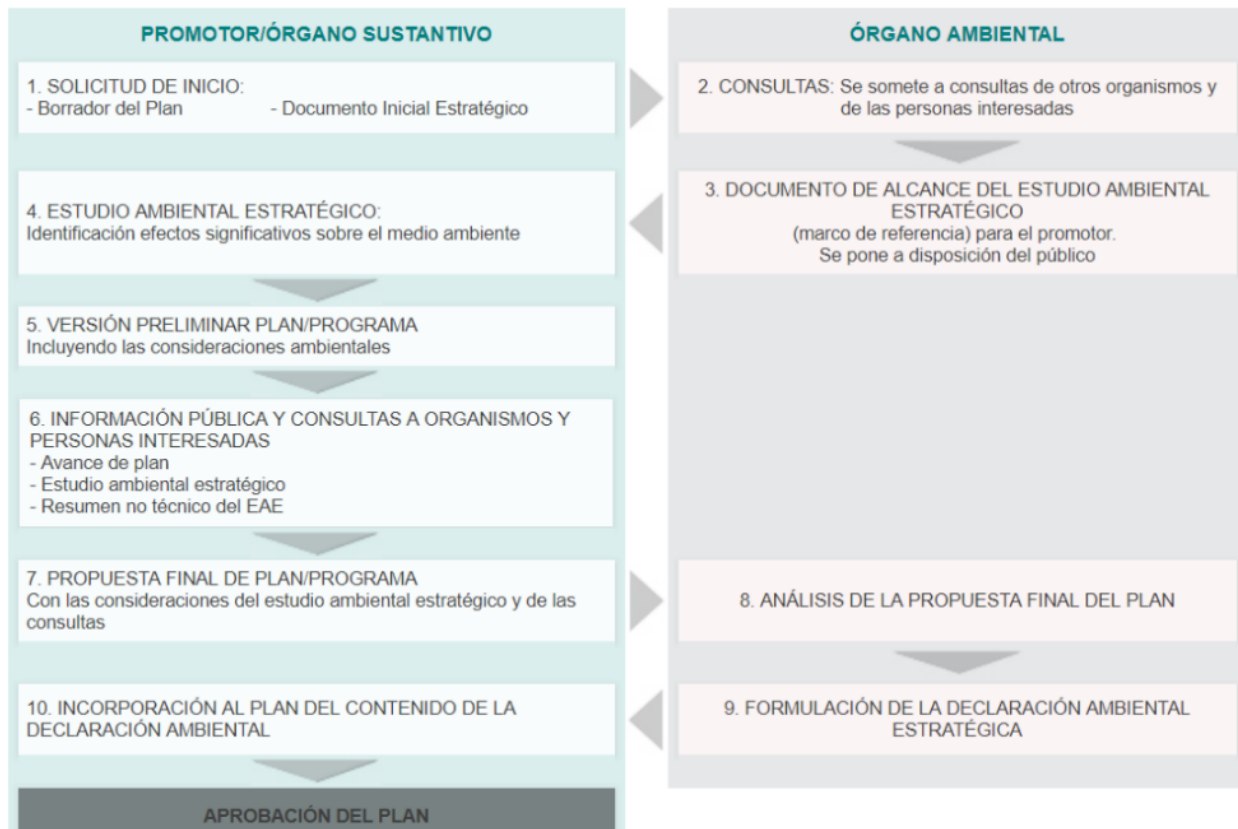 PROMOTOR/ÓRGANO SUSTANTIVO
ÓRGANO AMBIENTAL
1. SOLICITUD DE INICIO:
- Borrador del Plan - Documento Inicial Estratégico
2. CONSULTAS: Se somete a consultas de otros organismos y
de las personas interesadas
3. DOCUMENTO DE ALCANCE DEL ESTUDIO AMBIENTAL
ESTRATÉGICO
(marco de referencia) para el promotor.
Se pone a disposición del público
4. ESTUDIO AMBIENTAL ESTRATÉGICO:
Identificación efectos significativos sobre el medio ambiente
5. VERSIÓN PRELIMINAR PLAN/PROGRAMA
Incluyendo las consideraciones ambientales
6. INFORMACIÓN PÚBLICA Y CONSULTAS A ORGANISMOS Y
PERSONAS INTERESADAS
- Avance de plan
- Estudio ambiental estratégico
- Resumen no técnico del EAE
7. PROPUESTA FINAL DE PLAN/PROGRAMA
Con las consideraciones del estudio ambiental estratégico y de las
consultas
8. ANÁLISIS DE LA PROPUESTA FINAL DEL PLAN
9. FORMULACIÓN DE LA DECLARACIÓN AMBIENTAL
ESTRATÉGICA
10. INCORPORACIÓN AL PLAN DEL CONTENIDO DE LA
DECLARACIÓN AMBIENTAL
APROBACIÓN DEL PLAN